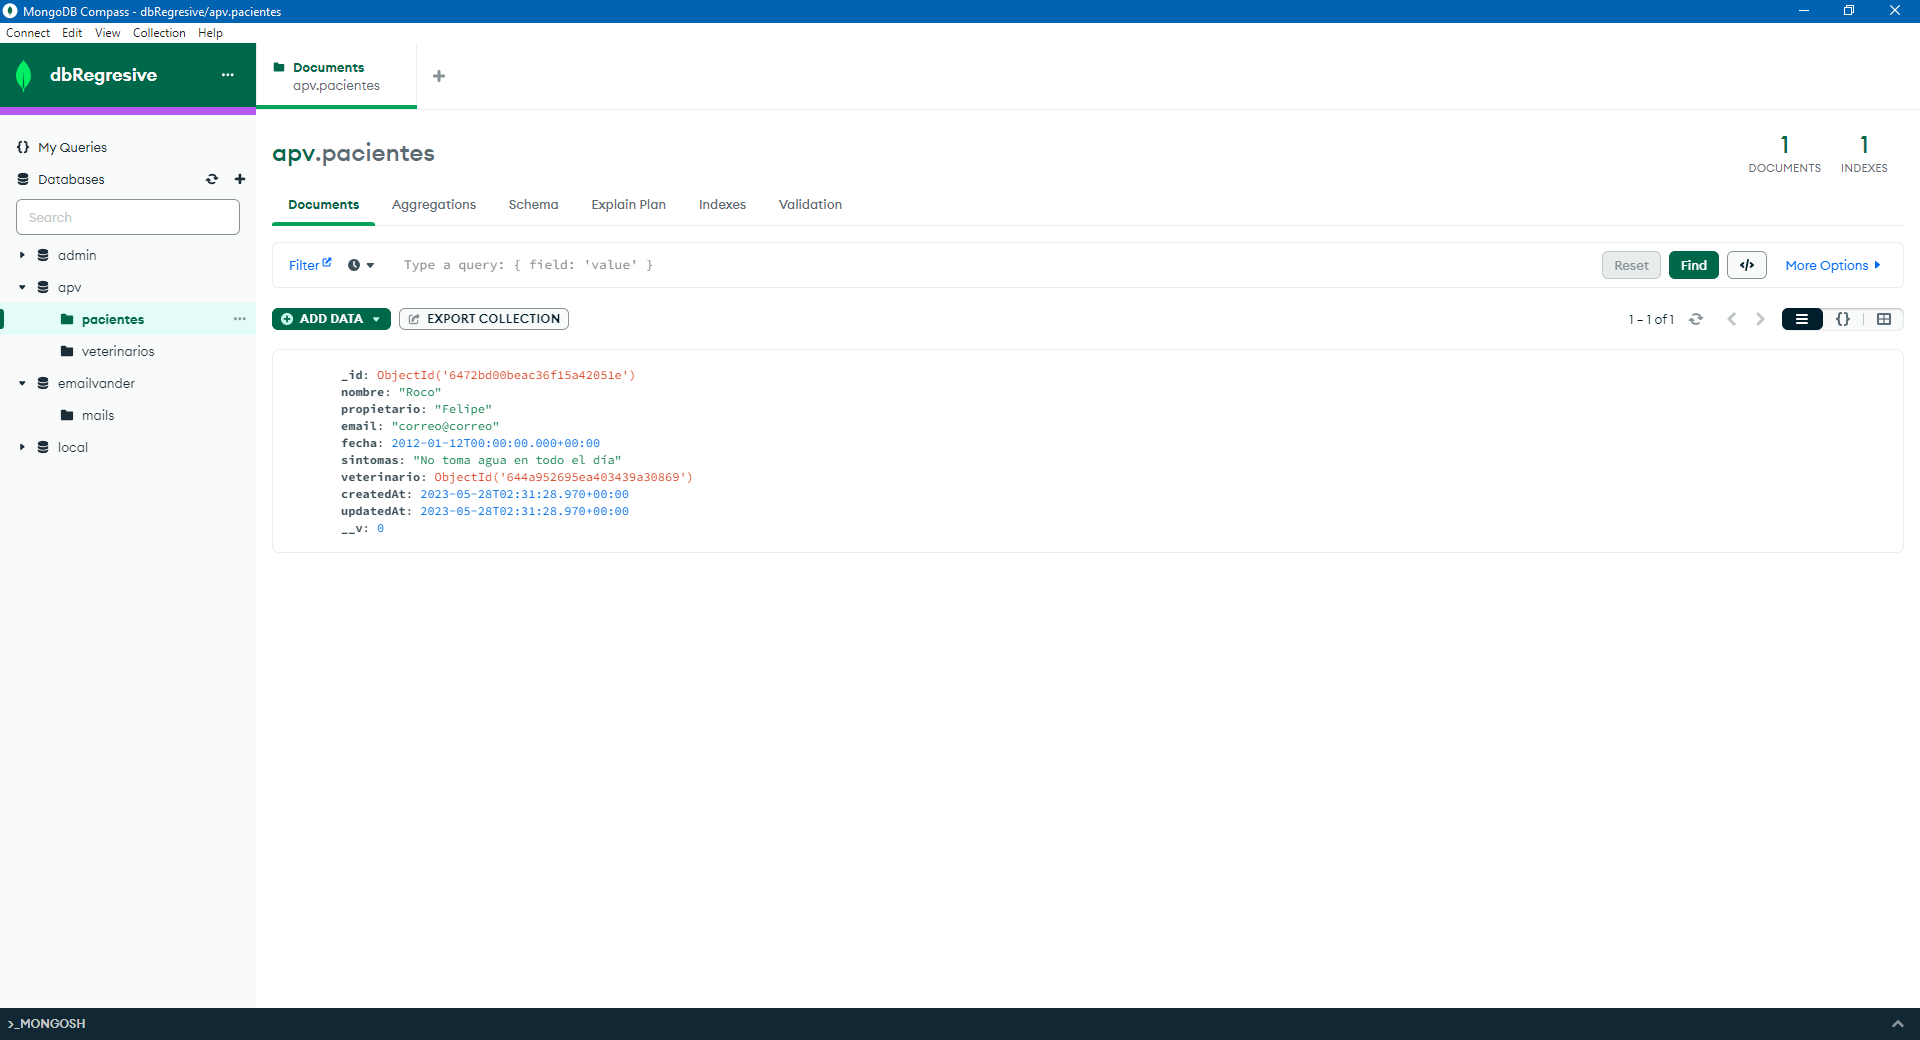 MongoDB Compass - dbRegresive/apv.pacientes
Connect Edit View Collection Help
dbRegresive
Documents
apv.pacientes
My Queries
Databases
Search
admin
apv
pacientes
veterinarios
emailvander
mails
local
apv.pacientes
1
DOCUMENTS
1
INDEXES
Documents Aggregations Schema Explain Plan Indexes Validation
Filter Type a query: { field: 'value' } Reset Find </> More Options
ADD DATA EXPORT COLLECTION 1 – 1 of 1 {}
_id: ObjectId('6472bd00beac36f15a42051e')
nombre: "Roco"
propietario: "Felipe"
email: "correo@correo"
fecha: 2012-01-12T00:00:00.000+00:00
sintomas: "No toma agua en todo el día"
veterinario: ObjectId('644a952695ea403439a30869')
createdAt: 2023-05-28T02:31:28.970+00:00
updatedAt: 2023-05-28T02:31:28.970+00:00
__v: 0
>_MONGOSH